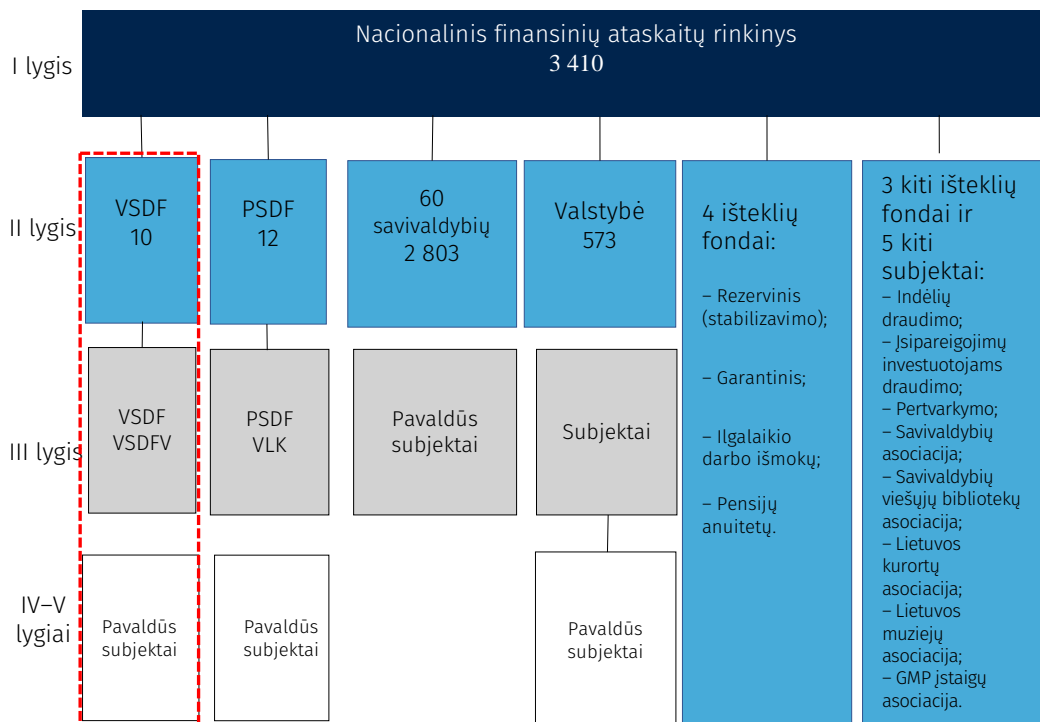 Nacionalinis finansinių ataskaitų rinkinys
3 410
I lygis
II lygis
VSDF
10
PSDF
12
60
savivaldybių
2 803
Valstybė
573
4 išteklių
fondai:
– Rezervinis
(stabilizavimo);
– Garantinis;
– Ilgalaikio
darbo išmokų;
– Pensijų
anuitetų.
3 kiti išteklių
fondai ir
5 kiti
subjektai:
– Indėlių
draudimo;
– Įsipareigojimų
investuotojams
draudimo;
– Pertvarkymo;
– Savivaldybių
asociacija;
– Savivaldybių
viešųjų bibliotekų
asociacija;
– Lietuvos
kurortų
asociacija;
– Lietuvos
muziejų
asociacija;
– GMP įstaigų
asociacija.
III lygis
VSDF
VSDFV
PSDF
VLK
Pavaldūs
subjektai
Subjektai
IV–V
lygiai
Pavaldūs
subjektai
Pavaldūs
subjektai
Pavaldūs
subjektai